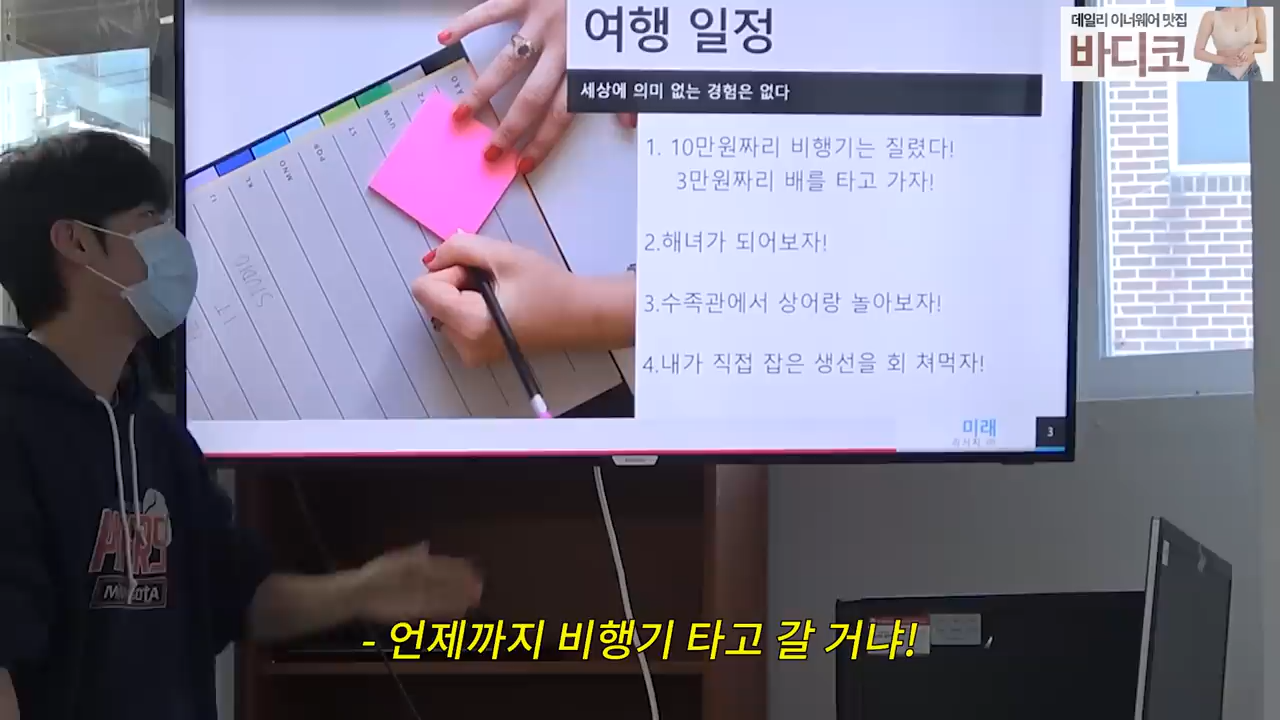 여행 일정
데일리 이너웨어 맛집
바디코
세상에 의미 없는 경험은 없다
1. 10만원짜리 비행기는 질렸다!
3만원짜리 배를 타고 가자!
2.해녀가 되어보자!
3.수족관에서 상어랑 놀아보자!
4.내가 직접 잡은 생선을 회 쳐먹자!
미래
3
MNO
PQR
ST
STUDIO
IT
- 언제까지 비행기 타고 갈 거냐!